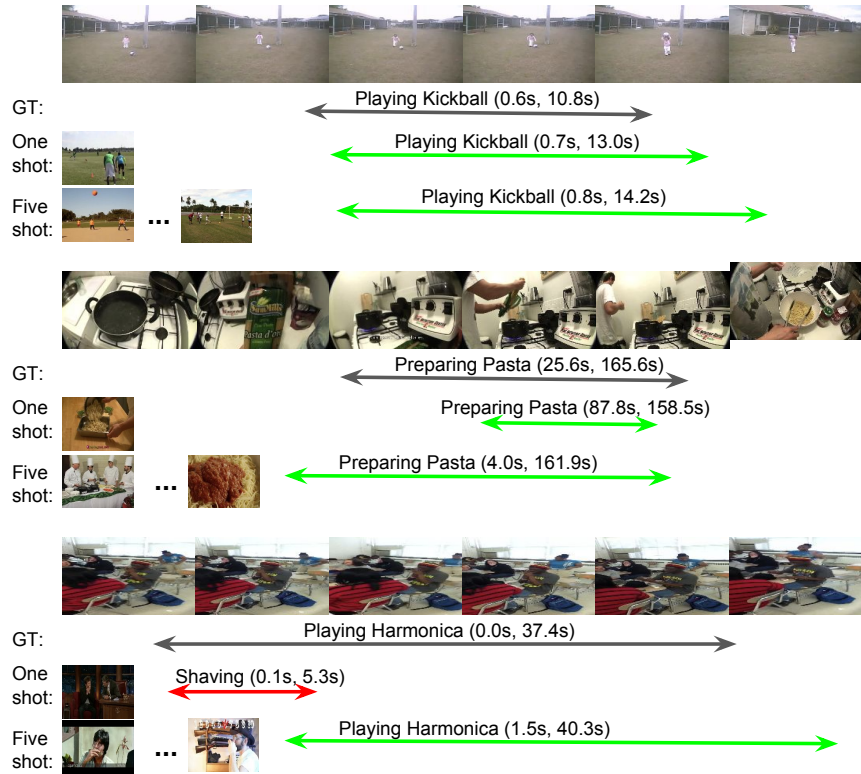 GT:
Playing Kickball (0.6s, 10.8s)
One
shot:
Playing Kickball (0.7s, 13.0s)
Five
shot:
...
Playing Kickball (0.8s, 14.2s)
Pasta d'oro
GT:
Preparing Pasta (25.6s, 165.6s)
One
shot:
Preparing Pasta (87.8s, 158.5s)
Five
shot:
...
Preparing Pasta (4.0s, 161.9s)
GT:
Playing Harmonica (0.0s, 37.4s)
One
shot:
Shaving (0.1s, 5.3s)
Five
shot:
...
Playing Harmonica (1.5s, 40.3s)